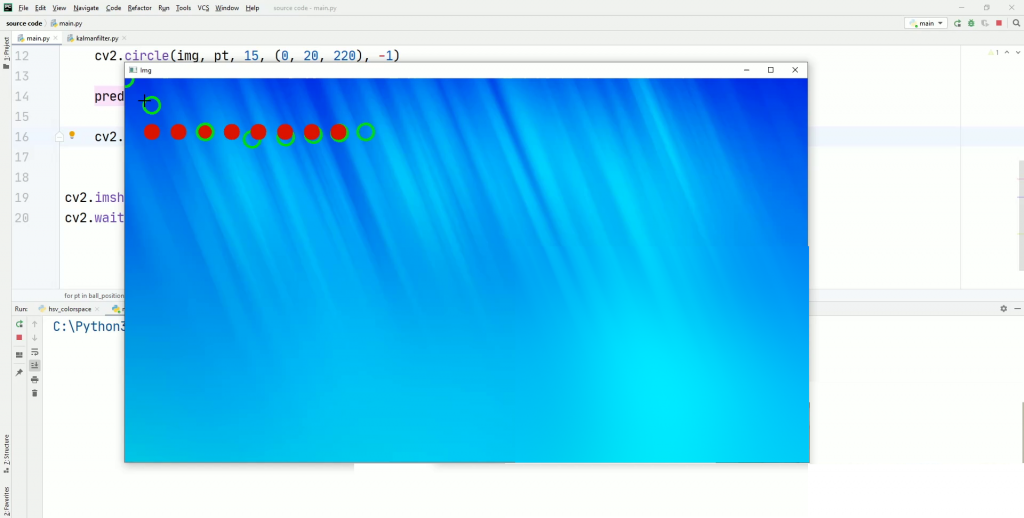 PC File Edit View Navigate Code Refactor Run Tools VCS Window Help source code - main.py
source code main.py main
main.py kalmanfilter.py
1: Project
12 cv2.circle(img, pt, 15, (0, 20, 220), -1)
1
13
14 pred
15
16 cv2.
17
18
19 cv2.imsh
20 cv2.wait
Img
for pt in ball_position
Run: hsv_colorspace
C:\Python3
Z: Structure
2: Favorites